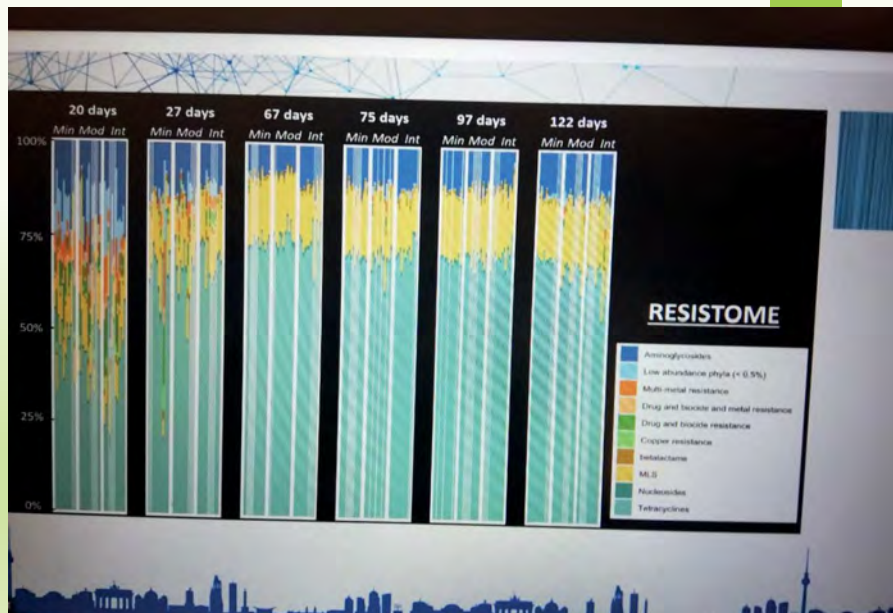 20 days 27 days 67 days 75 days 97 days 122 days
Min Mod Int Min Mod Int Min Mod Int Min Mod Int Min Mod Int Min Mod Int
100%
75%
50%
25%
0%
RESISTOME
Aminoglycosides
Low abundance phyla (< 0.5%)
Multi-metal resistance
Drug and biocide and metal resistance
Drug and biocide resistance
Copper resistance
betalactams
MLS
Nucleosides
Tetracyclines